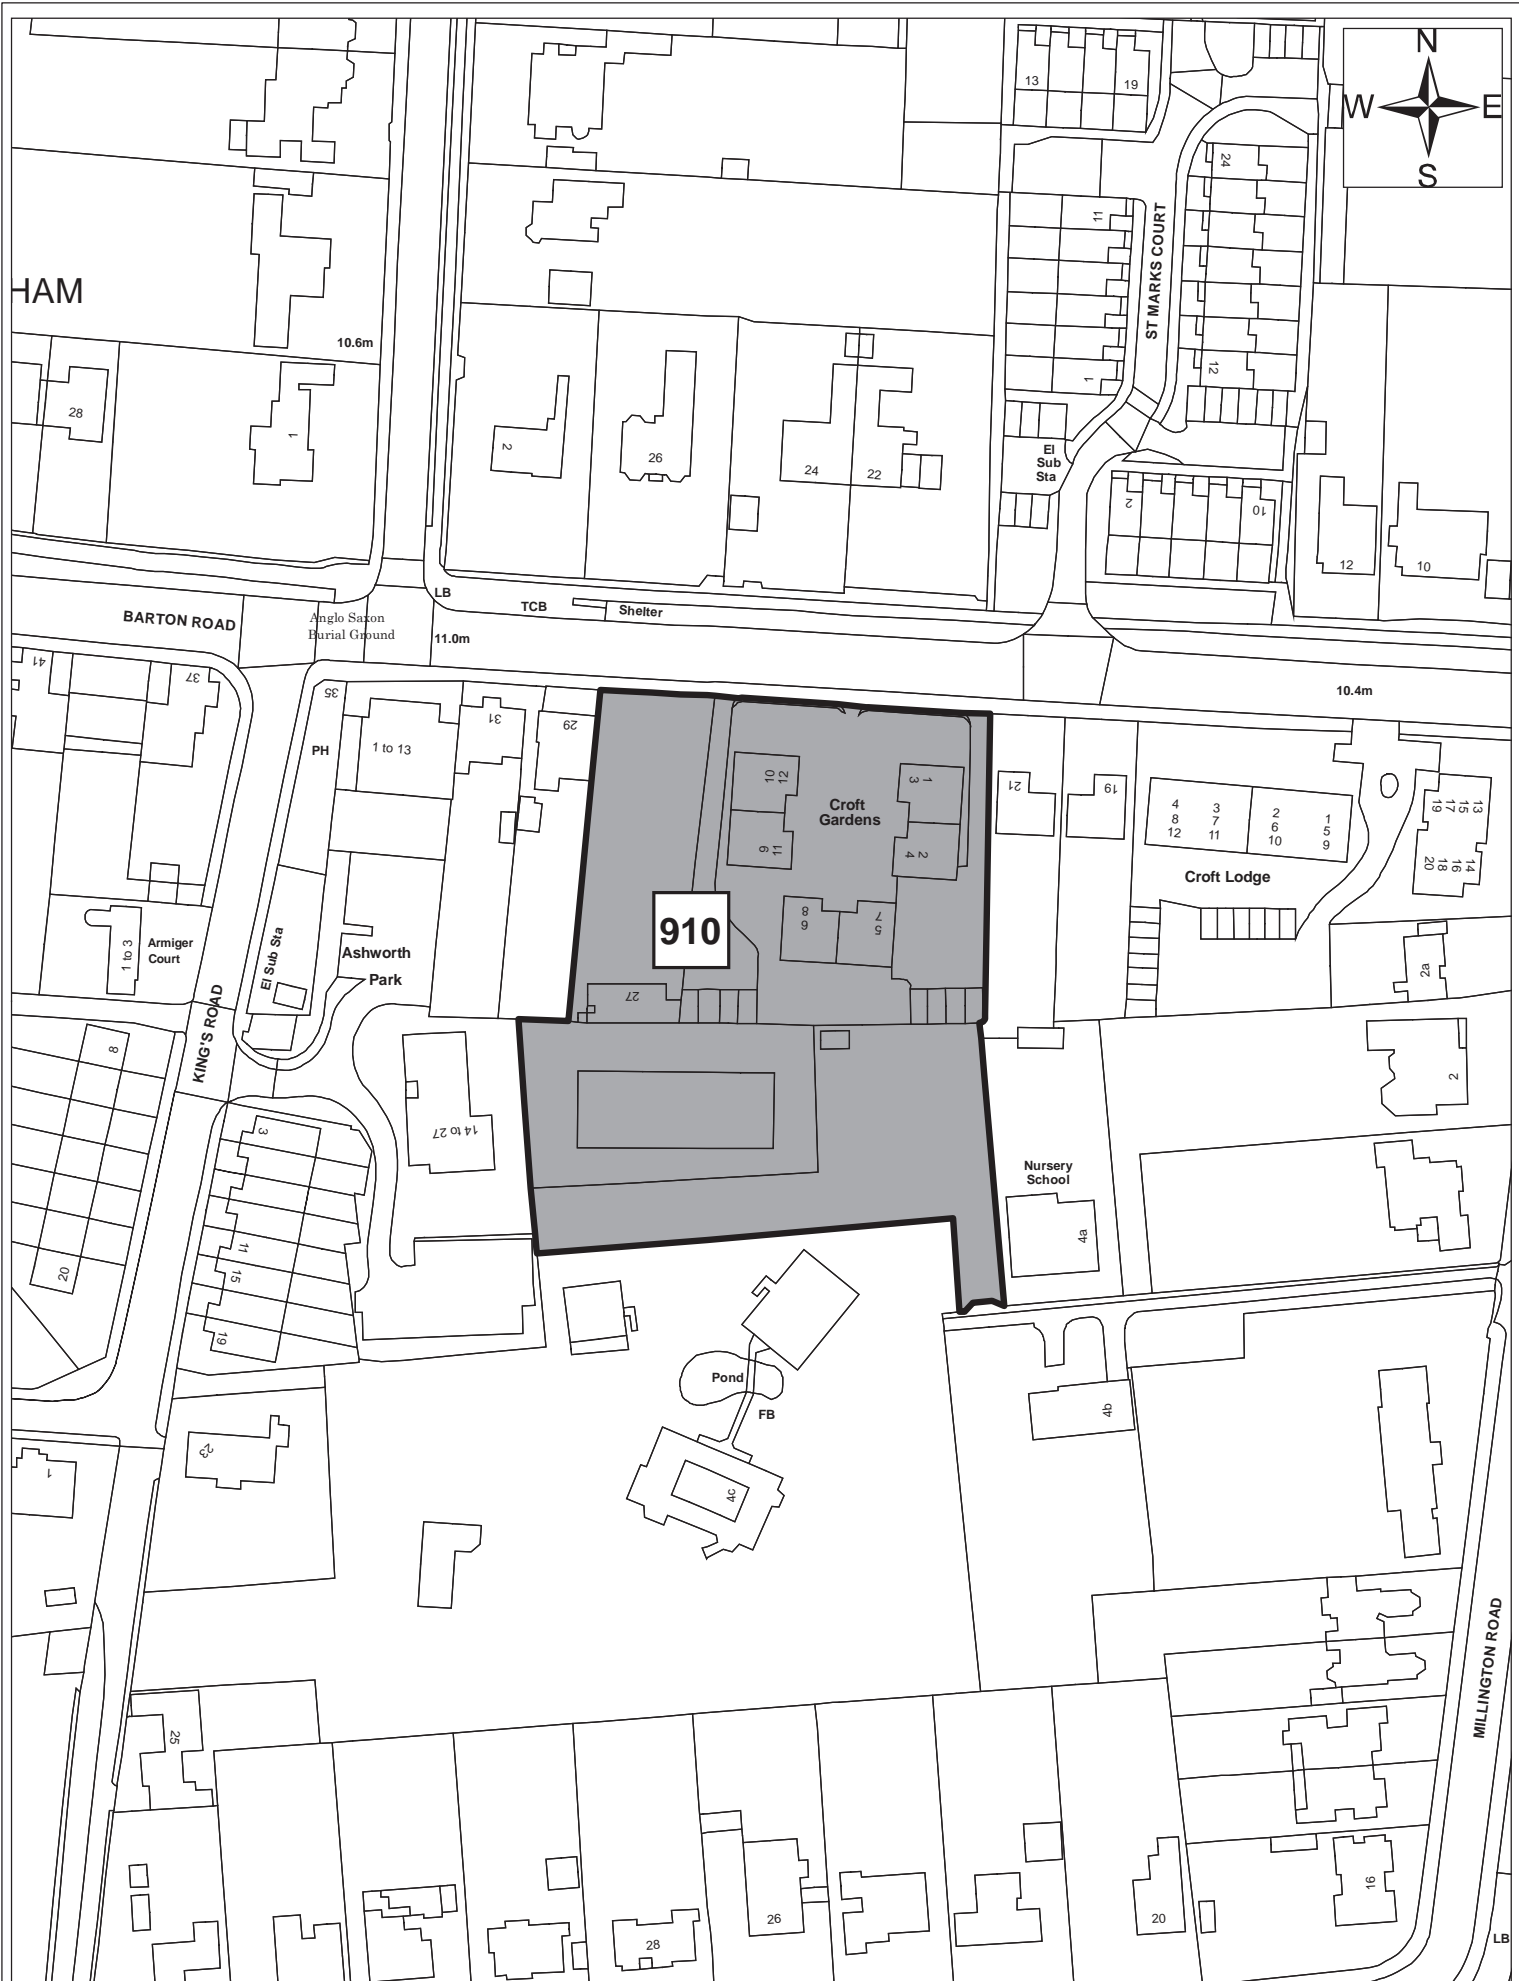 N
W
E
S
13
19
24
11
ST MARKS COURT
HAM
10.6m
28
1
2
26
24
22
1
12
El
Sub
Sta
2
10
12
10
BARTON ROAD
Anglo Saxon
Burial Ground
LB
TCB
Shelter
11.0m
10.4m
41
37
35
PH
1 to 13
31
29
10
12
9
11
Croft
Gardens
1
3
2
4
21
19
4
8
12
3
7
11
2
6
10
1
5
9
13
15
17
19
14
16
18
20
Croft Lodge
910
8
6
7
5
27
1 to 3
Armiger
Court
El Sub Sta
Ashworth
Park
2a
KING'S ROAD
8
20
3
11
15
19
14 to 27
2
Nursery
School
4a
Pond
FB
4b
4c
23
1
MILLINGTON ROAD
25
26
28
20
16
LB